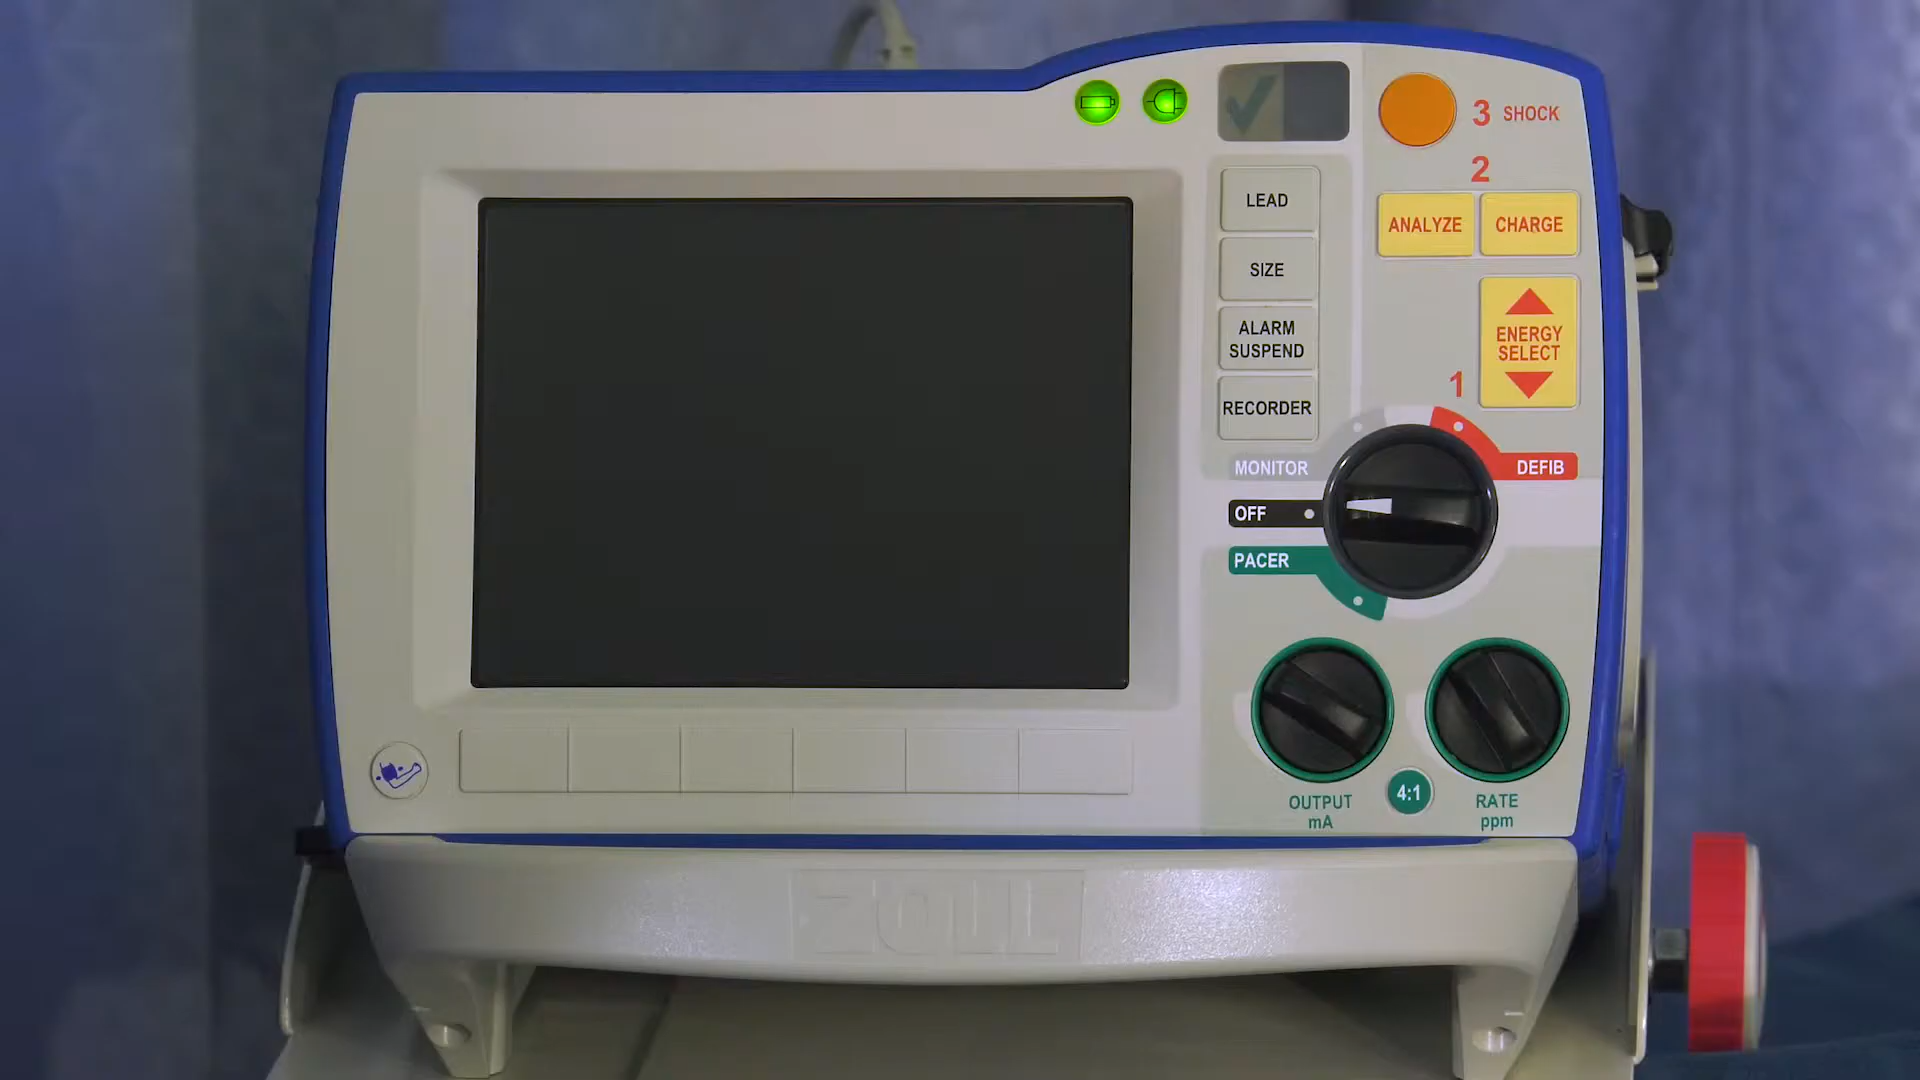 3 SHOCK
2
LEAD
ANALYZE
CHARGE
SIZE
ALARM
SUSPEND
ENERGY
SELECT
1
RECORDER
MONITOR
DEFIB
OFF
PACER
4:1
OUTPUT
mA
RATE
ppm
ZOLL